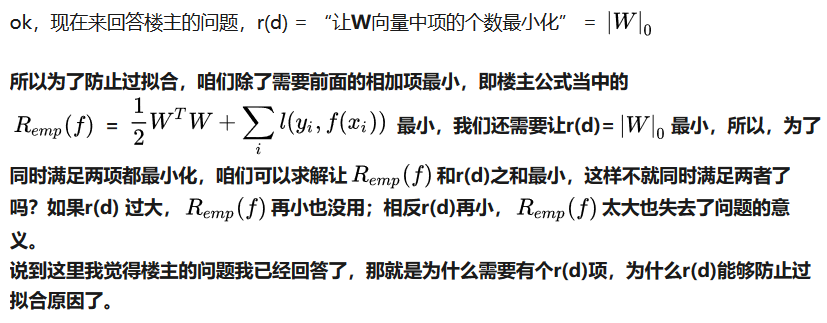 ok，现在来回答楼主的问题，r(d) = “让W向量中项的个数最小化” = $|W|_0$
所以为了防止过拟合，咱们除了需要前面的相加项最小，即楼主公式当中的
$R_{emp}(f)$ = $\frac{1}{2}W^TW + \sum_i l(y_i, f(x_i))$ 最小，我们还需要让r(d)= $|W|_0$ 最小，所以，为了
同时满足两项都最小化，咱们可以求解让 $R_{emp}(f)$ 和r(d)之和最小，这样不就同时满足两者了
吗？如果r(d) 过大， $R_{emp}(f)$ 再小也没用；相反r(d)再小， $R_{emp}(f)$ 太大也失去了问题的意
义。
说到这里我觉得楼主的问题我已经回答了，那就是为什么需要有个r(d)项，为什么r(d)能够防止过
拟合原因了。